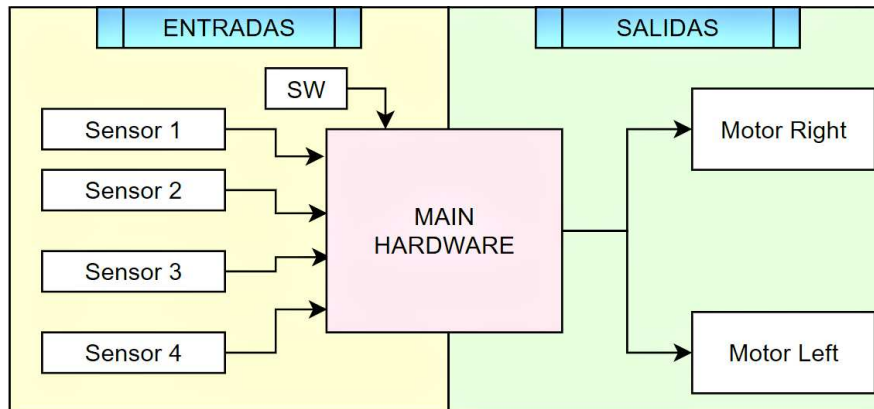 ENTRADAS
SALIDAS
SW
Sensor 1
Sensor 2
Sensor 3
Sensor 4
MAIN
HARDWARE
Motor Right
Motor Left